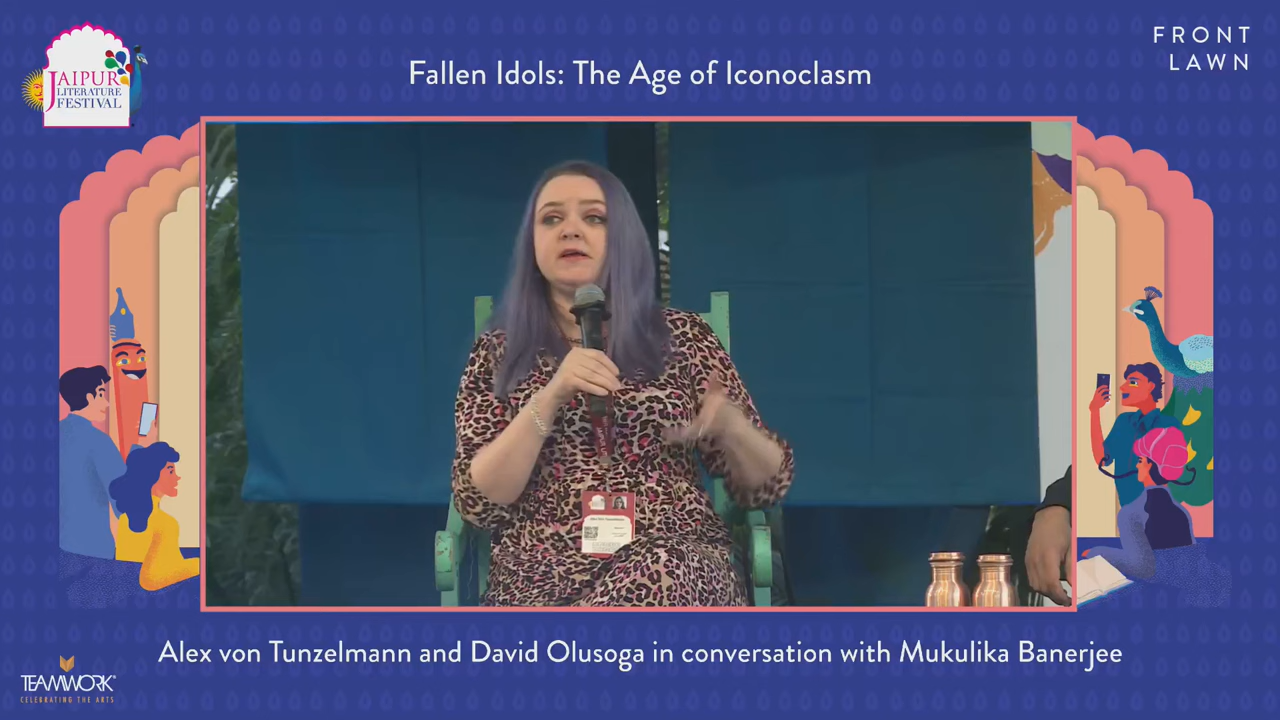 JAIPUR
LITERATURE
FESTIVAL
FRONT
LAWN
Fallen Idols: The Age of Iconoclasm
Alex von Tunzelmann and David Olusoga in conversation with Mukulika Banerjee
TEAMWORK
CELEBRATING THE ARTS